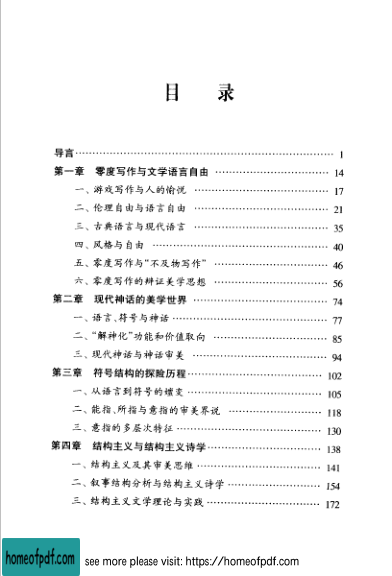 目 录
导言 1
第一章 零度写作与文学语言自由 14
一、游戏写作与人的愉悦 17
二、伦理自由与语言自由 21
三、古典语言与现代语言 35
四、风格与自由 40
五、零度写作与“不及物写作” 46
六、零度写作的辩证美学思想 56
第二章 现代神话的美学世界 74
一、语言、符号与神话 77
二、“解神化”功能和价值取向 85
三、现代神话与神话审美 94
第三章 符号结构的探险历程 102
一、从语言到符号的嬗变 105
二、能指、所指与意指的审美界说 118
三、意指的多层次特征 130
第四章 结构主义与结构主义诗学 138
一、结构主义及其审美思维 141
二、叙事结构分析与结构主义诗学 154
三、结构主义文学理论与实践 172
homeofpdf.com see more please visit: https://homeofpdf.com